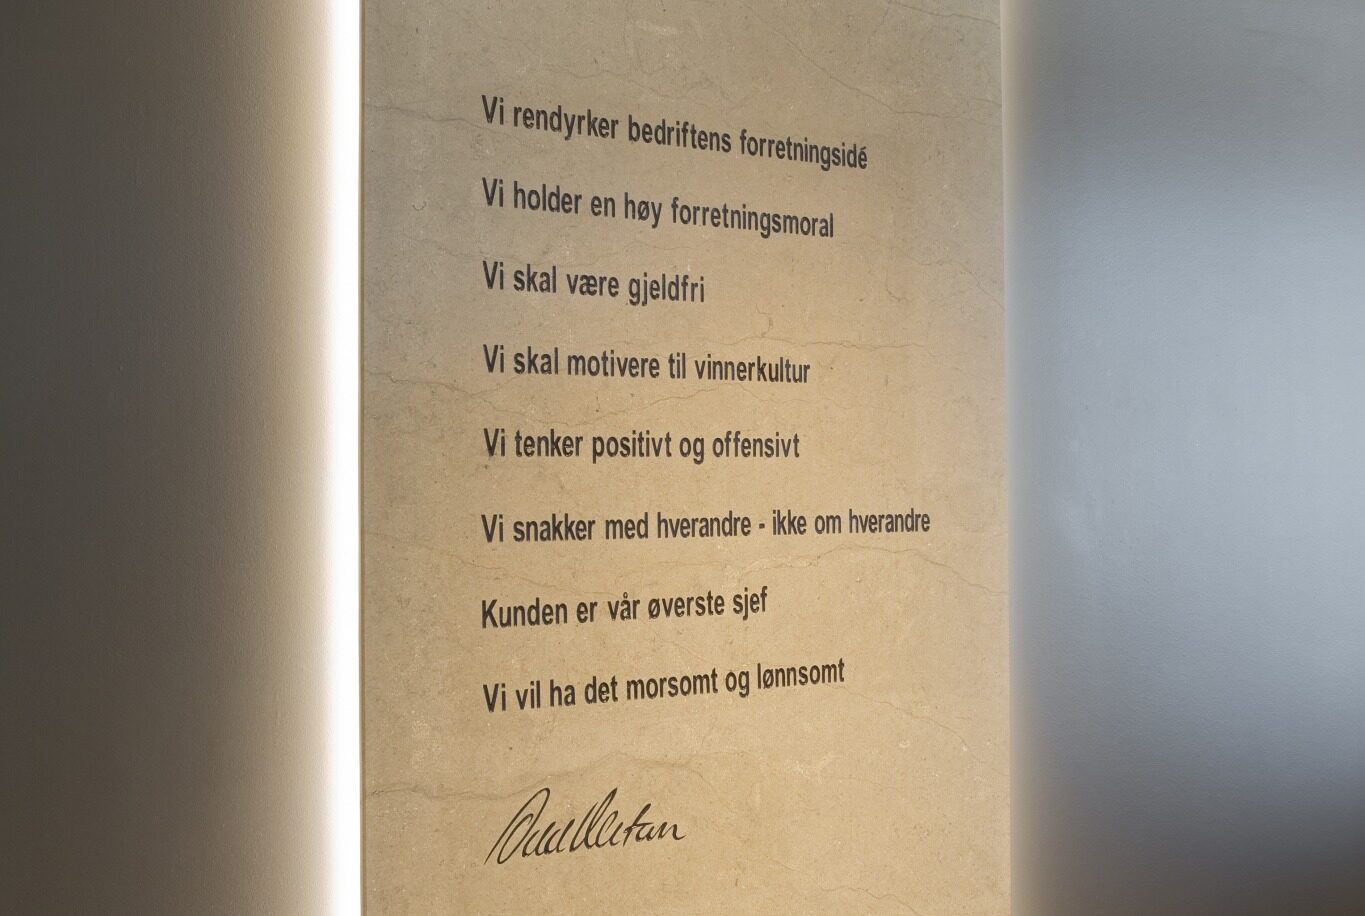 Vi rendyrker bedriftens forretningsidé
Vi holder en høy forretningsmoral
Vi skal være gjeldfri
Vi skal motivere til vinnerkultur
Vi tenker positivt og offensivt
Vi snakker med hverandre - ikke om hverandre
Kunden er vår øverste sjef
Vi vil ha det morsomt og lønnsomt